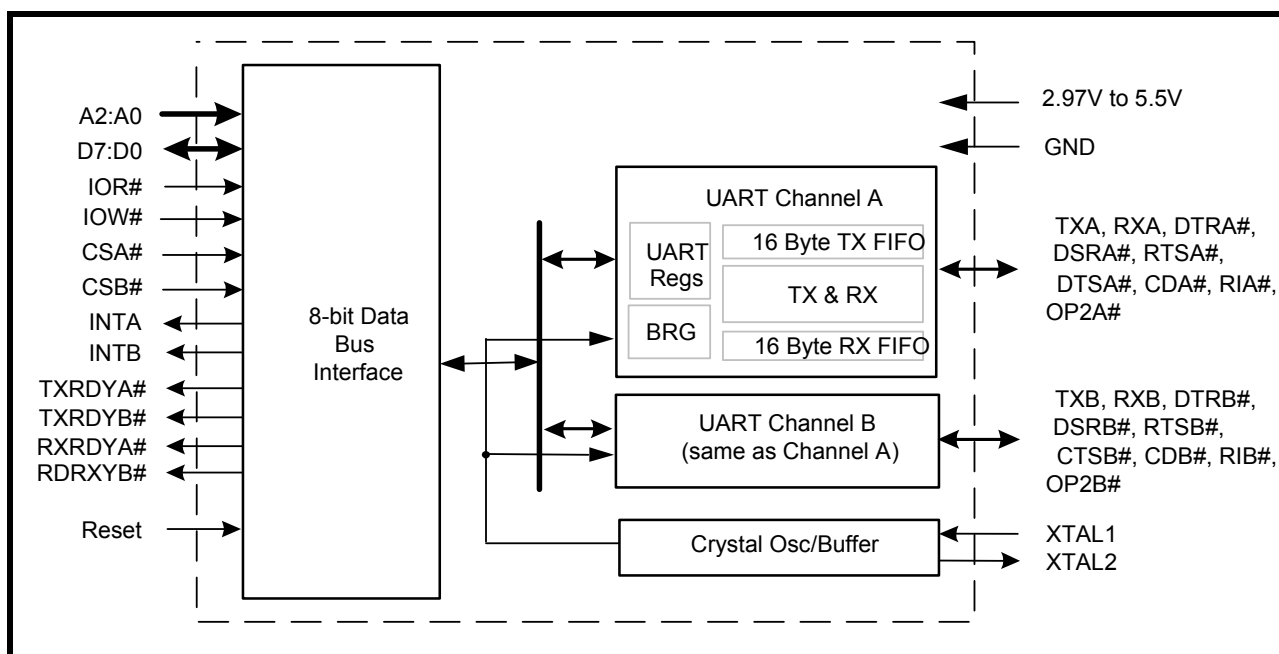 A2:A0
D7:D0
IOR#
IOW#
CSA#
CSB#
INTA
INTB
TXRDYA#
TXRDYB#
RXRDYA#
RDRXYB#
Reset
8-bit Data
Bus
Interface
UART Channel A
UART
Regs
BRG
16 Byte TX FIFO
TX & RX
16 Byte RX FIFO
UART Channel B
(same as Channel A)
Crystal Osc/Buffer
2.97V to 5.5V
GND
TXA, RXA, DTRA#,
DSRA#, RTSA#,
DTSA#, CDA#, RIA#,
OP2A#
TXB, RXB, DTRB#,
DSRB#, RTSB#,
CTSB#, CDB#, RIB#,
OP2B#
XTAL1
XTAL2